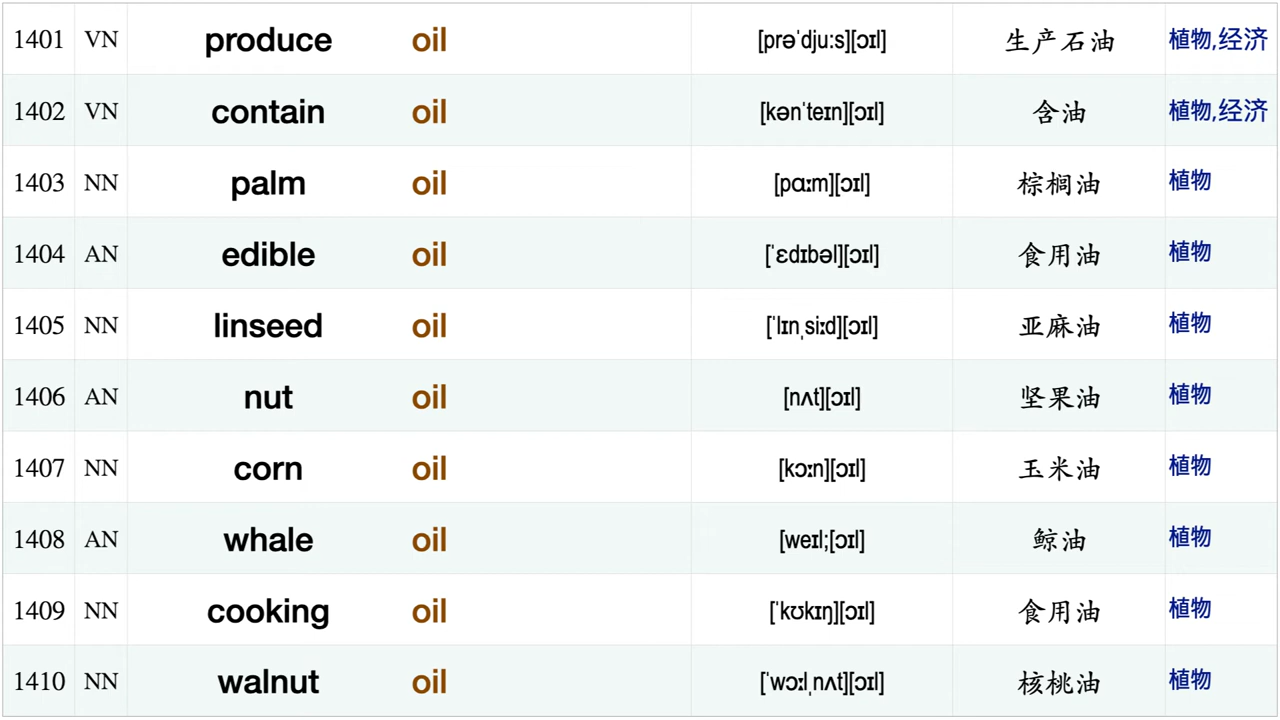 1401 VN produce oil [prəˈdju:s][ɔɪl] 生产石油 植物,经济
1402 VN contain oil [kənˈteɪn][ɔɪl] 含油 植物,经济
1403 NN palm oil [pɑːm][ɔɪl] 棕榈油 植物
1404 AN edible oil [ˈɛdɪbəl][ɔɪl] 食用油 植物
1405 NN linseed oil [ˈlɪnˌsiːd][ɔɪl] 亚麻油 植物
1406 AN nut oil [nʌt][ɔɪl] 坚果油 植物
1407 NN corn oil [kɔːn][ɔɪl] 玉米油 植物
1408 AN whale oil [weɪl;[ɔɪl] 鲸油 植物
1409 NN cooking oil [ˈkʊkɪŋ][ɔɪl] 食用油 植物
1410 NN walnut oil [ˈwɔːlˌnʌt][ɔɪl] 核桃油 植物